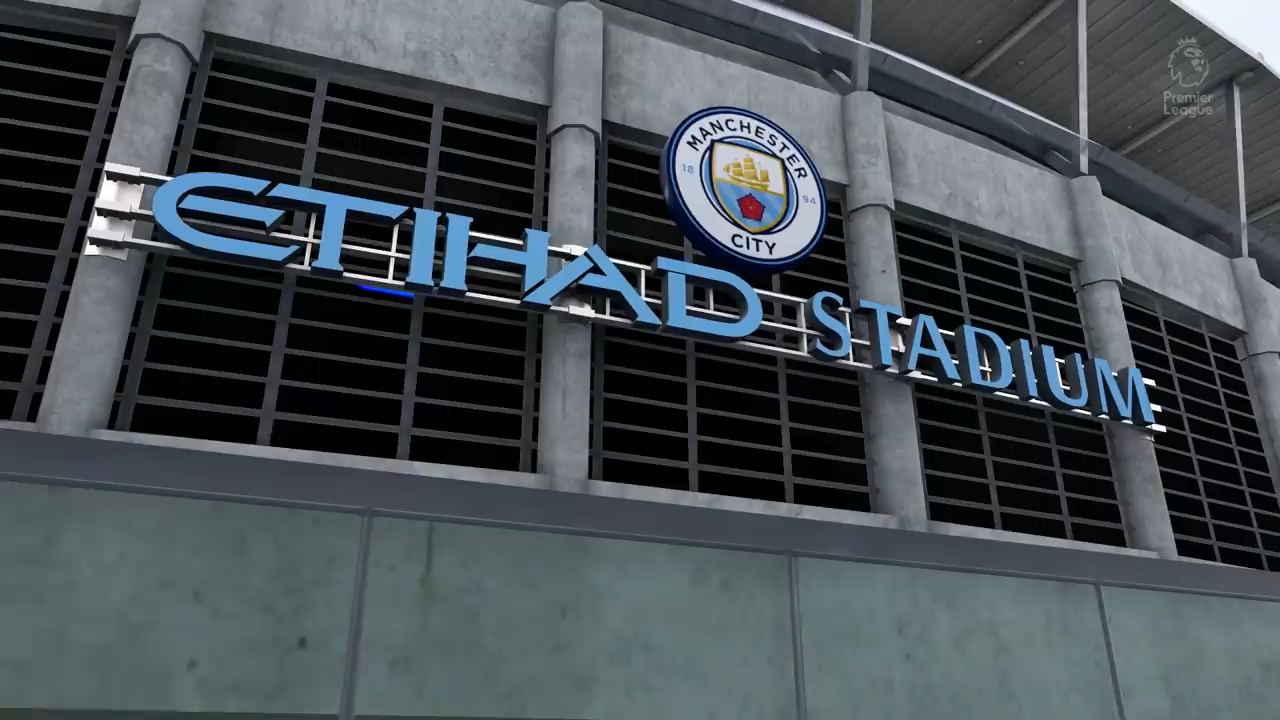 Premier
League
MANCHESTER
18 94
CITY
ETIHAD STADIUM